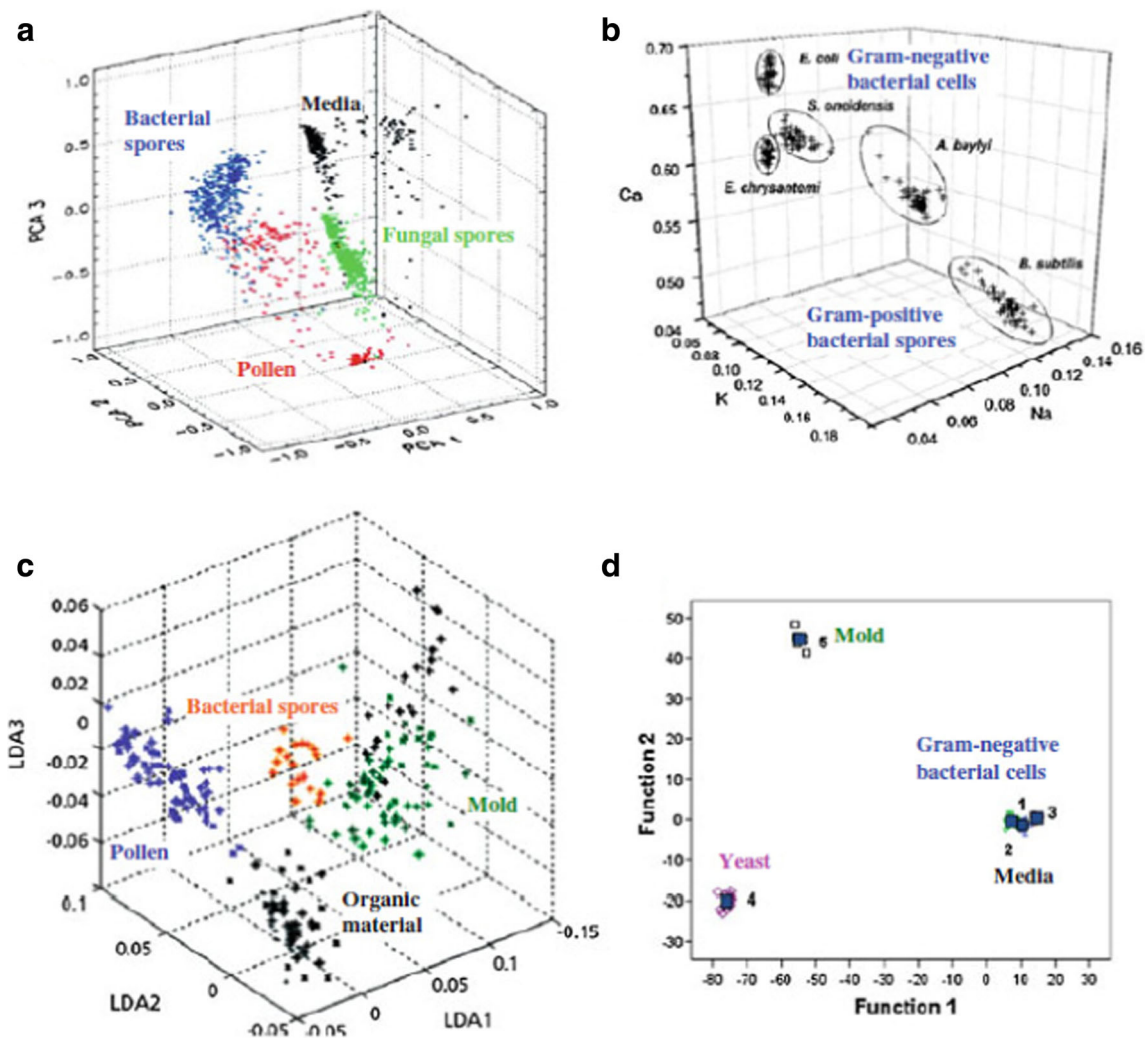 a
1.0
0.5
0.0
-0.5
-1.0
PCA 3
Bacterial
spores
Media
Fungal spores
Pollen
1.0
0.5
0.0
-0.5
-1.0
-1.0
-0.5
0.0
0.5
1.0
PCA 1
b
0.70
0.65
0.60
0.55
0.50
0.04
Ca
E. coli
Gram-negative
bacterial cells
S. oneidensis
A. baylyi
E. chrysantomi
B. subtilis
Gram-positive
bacterial spores
0.10
0.12
0.14
0.16
0.18
K
0.04
0.06
0.08
0.10
0.12
0.14
0.16
Na
c
0.06
0.04
0.02
0
-0.02
-0.04
-0.06
LDA3
Bacterial spores
Mold
Pollen
Organic
material
0.1
0.05
0
-0.05
LDA2
-0.05
0
0.05
0.1
-0.15
LDA1
d
50
40
30
20
10
0
-10
-20
-30
Function 2
Mold
Gram-negative
bacterial cells
1
3
2
Media
Yeast
4
-80 -70 -60 -50 -40 -30 -20 -10 0 10 20 30
Function 1